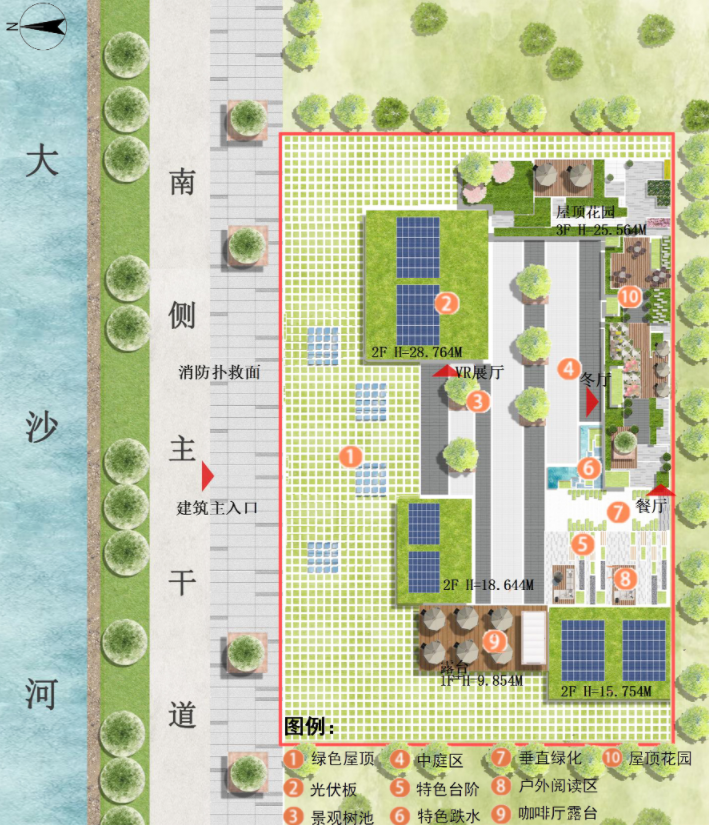 N
大沙河
南侧主干道
屋顶花园
3F H=25.564M
10
2
2F H=28.764M
消防扑救面
VR展厅
4
冬厅
3
1
6
建筑主入口
餐厅
7
5
2F H=18.644M
8
9
露台
1F H=9.854M
2F H=15.754M
图例：
1 绿色屋顶 4 中庭区 7 垂直绿化 10 屋顶花园
2 光伏板 5 特色台阶 8 户外阅读区
3 景观树池 6 特色跌水 9 咖啡厅露台